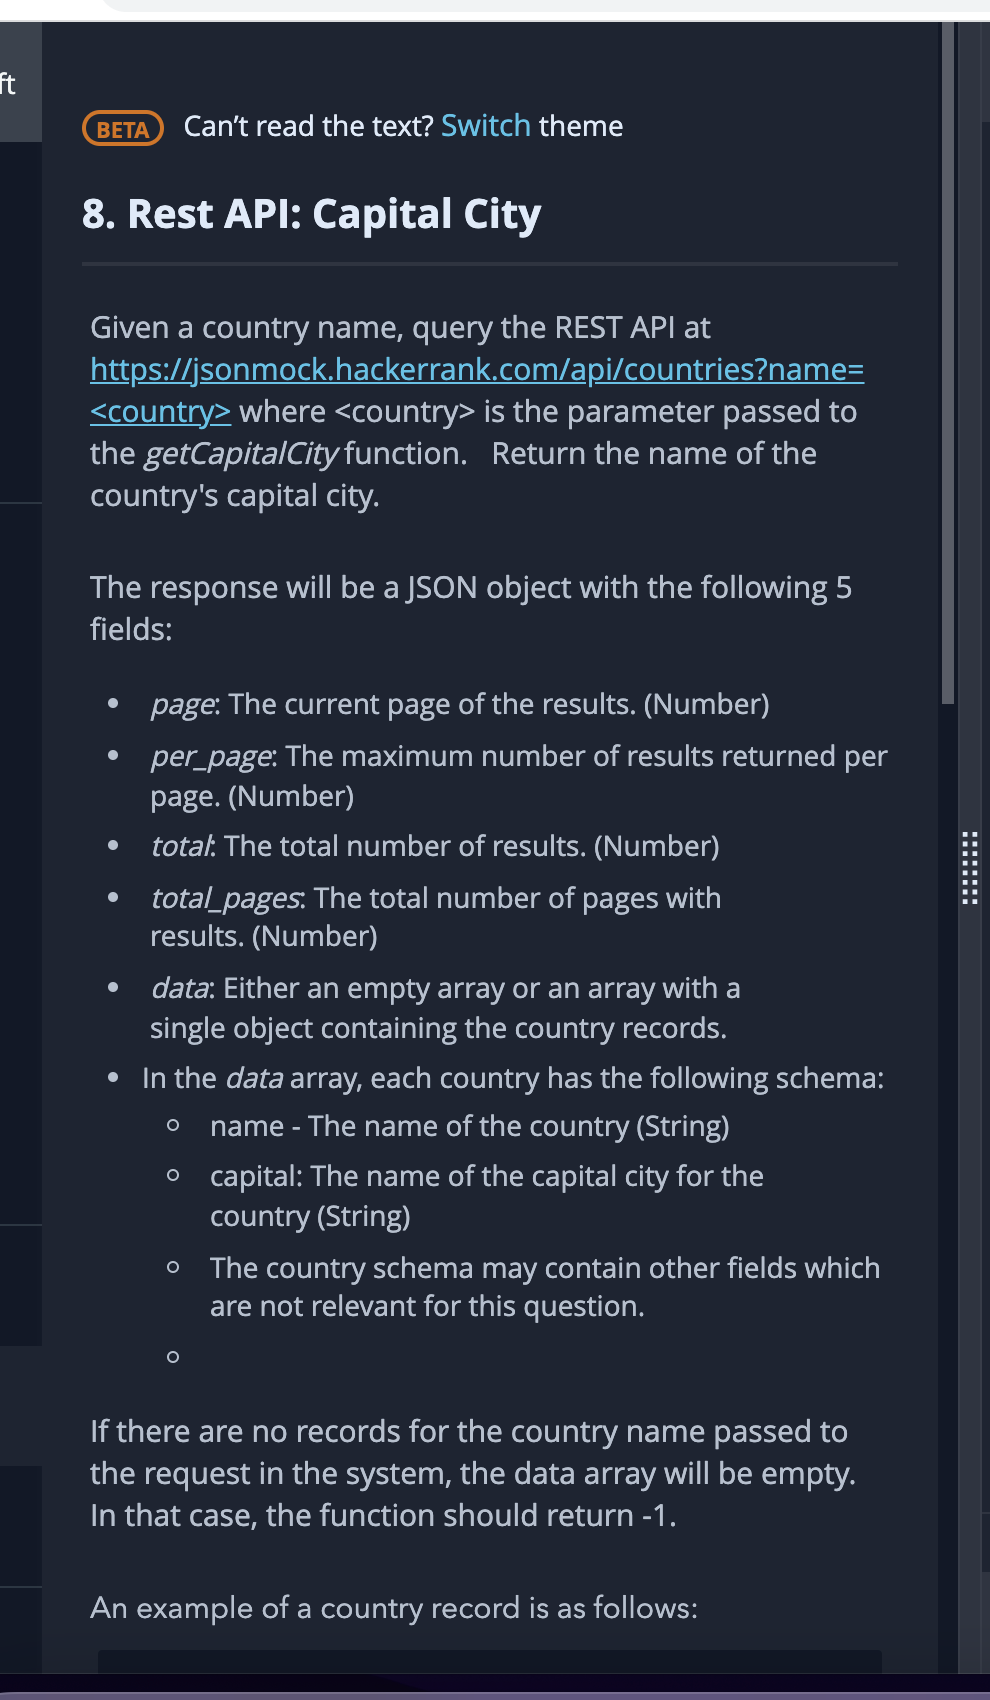 ft
BETA Can't read the text? Switch theme
8. Rest API: Capital City
Given a country name, query the REST API at
https://jsonmock.hackerrank.com/api/countries?name=
<country> where <country> is the parameter passed to
the getCapitalCity function. Return the name of the
country's capital city.
The response will be a JSON object with the following 5
fields:
• page: The current page of the results. (Number)
• per_page: The maximum number of results returned per
page. (Number)
• total: The total number of results. (Number)
• total_pages: The total number of pages with
results. (Number)
• data: Either an empty array or an array with a
single object containing the country records.
• In the data array, each country has the following schema:
◦ name - The name of the country (String)
◦ capital: The name of the capital city for the
country (String)
◦ The country schema may contain other fields which
are not relevant for this question.
◦
If there are no records for the country name passed to
the request in the system, the data array will be empty.
In that case, the function should return -1.
An example of a country record is as follows: